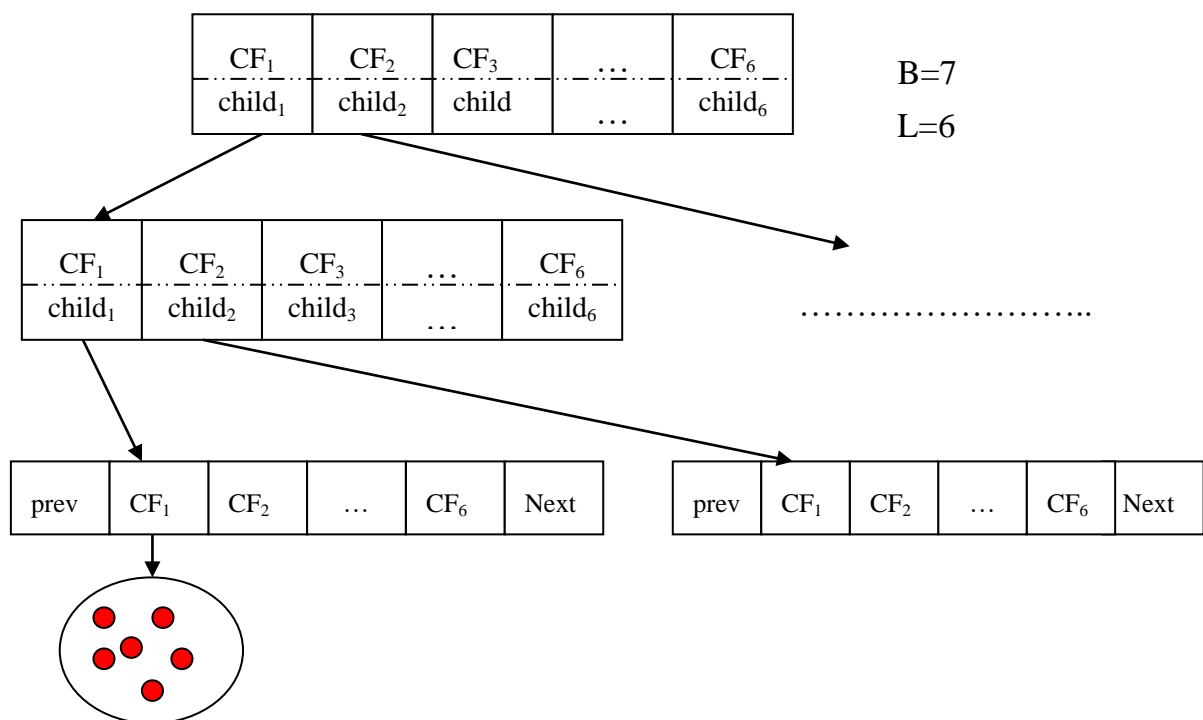 CF₁ CF₂ CF₃ … CF₆
child₁ child₂ child … child₆
B=7
L=6
CF₁ CF₂ CF₃ … CF₆
child₁ child₂ child₃ … child₆
……………………..
prev CF₁ CF₂ … CF₆ Next
prev CF₁ CF₂ … CF₆ Next